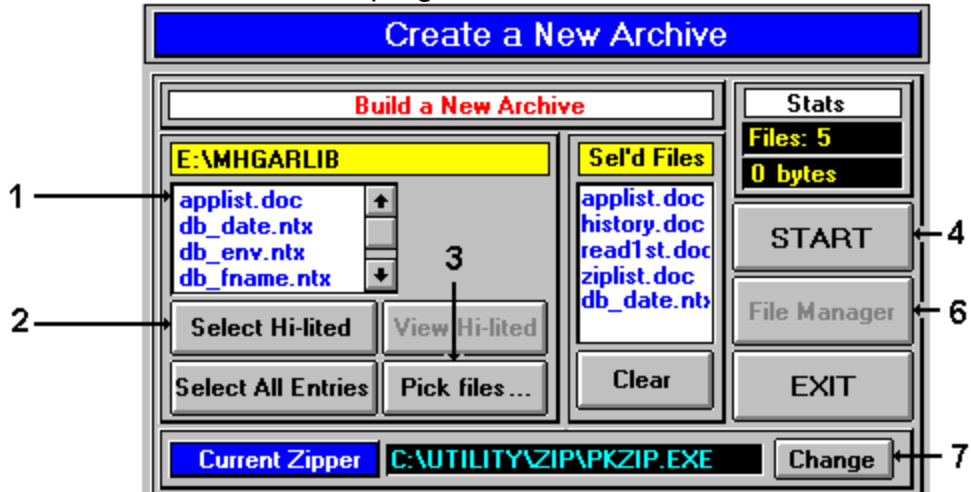 Create a New Archive
Build a New Archive
Stats
Files: 5
0 bytes
E:\MHGARLIB
Sel'd Files
1
applist.doc
db_date.ntx
db_env.ntx
db_fname.ntx
applist.doc
history.doc
read1st.doc
ziplist.doc
db_date.ntx
3
START
4
2
Select Hi-lited
View Hi-lited
File Manager
6
Select All Entries
Pick files...
Clear
EXIT
Current Zipper
C:\UTILITY\ZIP\PKZIP.EXE
Change
7